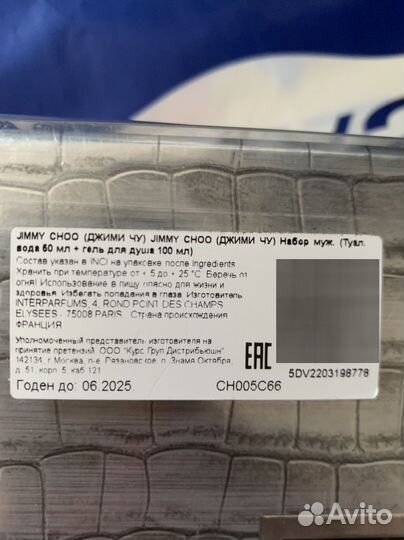 JIMMY CHOO (ДЖИМИ ЧУ) JIMMY CHOO (ДЖИМИ ЧУ) Набор муж. (Туал.
вода 50 мл + гель для душа 100 мл)
Состав указан в INCI на упаковке после Ingredients
Хранить при температуре от + 5 до + 25 °C. Беречь от
огня! Использование в пищу опасно для жизни и
здоровья. Избегать попадания в глаза. Изготовитель
INTERPARFUMS, 4, ROND POINT DES CHAMPS
ELYSEES - 75008 PARIS. Страна происхождения
ФРАНЦИЯ
Уполномоченный представитель изготовителя на
принятие претензий: ООО "Курс Груп Дистрибьюшн"
142134, г. Москва, п-е. Рязановское, п. Знамя Октября,
д. 51, корп. 5, каб 121
EAC
Годен до: 06.2025
CH005C66
5DV2203198778
Avito